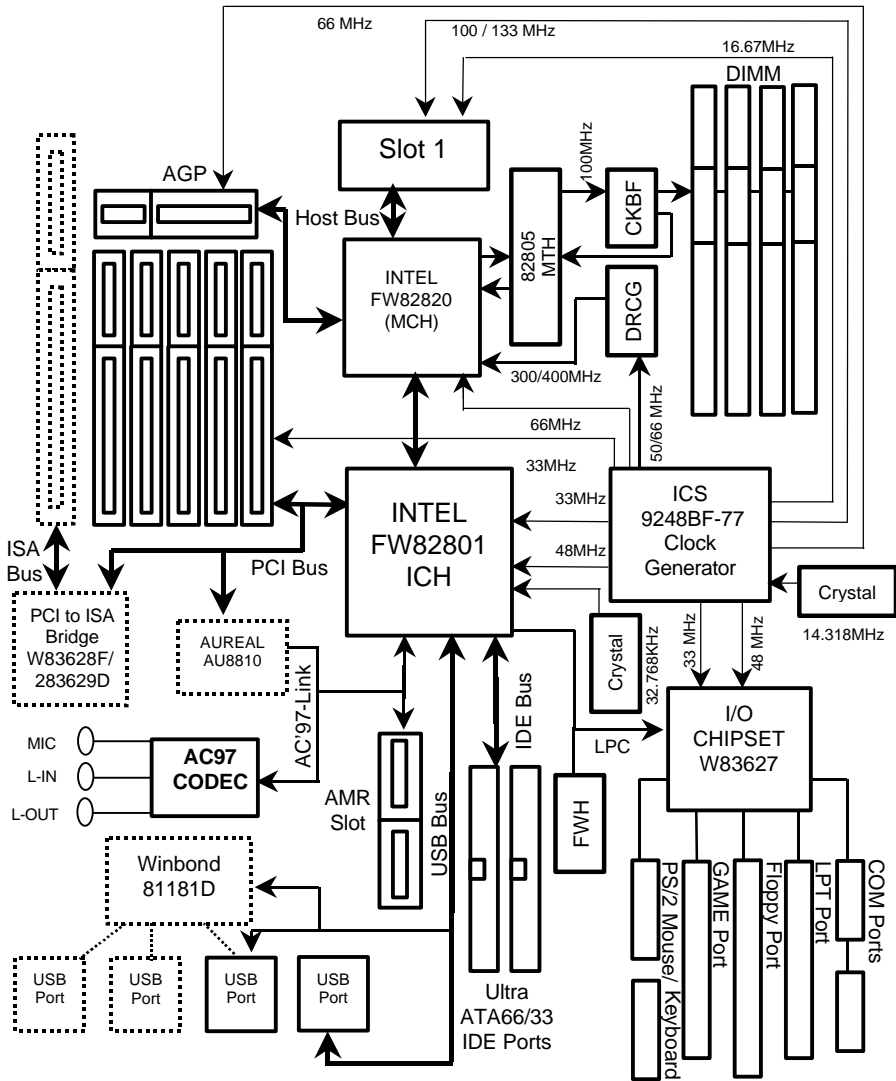 66 MHz
100 / 133 MHz
16.67MHz
DIMM
Slot 1
AGP
Host Bus
100MHz
CKBF
82805
MTH
INTEL
FW82820
(MCH)
DRCG
300/400MHz
50/66 MHz
66MHz
33MHz
INTEL
FW82801
ICH
33MHz
48MHz
ICS
9248BF-77
Clock
Generator
ISA
Bus
PCI Bus
Crystal
14.318MHz
PCI to ISA
Bridge
W83628F/
283629D
AUREAL
AU8810
Crystal
32.768KHz
33 MHz
48 MHz
AC'97-Link
IDE Bus
LPC
I/O
CHIPSET
W83627
MIC
L-IN
L-OUT
AC97
CODEC
AMR
Slot
USB Bus
FWH
Winbond
81181D
PS/2 Mouse/ Keyboard
GAME Port
Floppy Port
LPT Port
COM Ports
USB
Port
USB
Port
USB
Port
USB
Port
Ultra
ATA66/33
IDE Ports